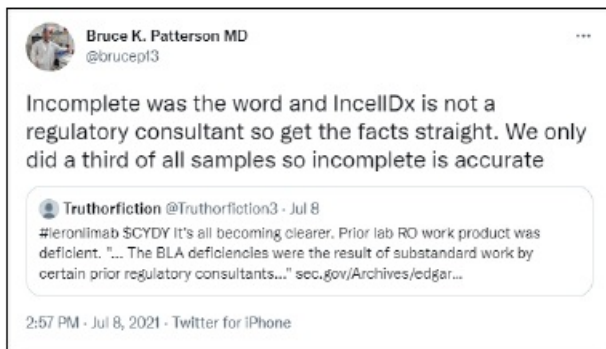 Bruce K. Patterson MD
@brucep13
Incomplete was the word and IncellDx is not a
regulatory consultant so get the facts straight. We only
did a third of all samples so incomplete is accurate
Truthorfiction @Truthorfiction3 · Jul 8
#leronlimab $CYDY It's all becoming clearer. Prior lab RO work product was
deficient. "... The BLA deficiencies were the result of substandard work by
certain prior regulatory consultants..." sec.gov/Archives/edgar...
2:57 PM · Jul 8, 2021 · Twitter for iPhone